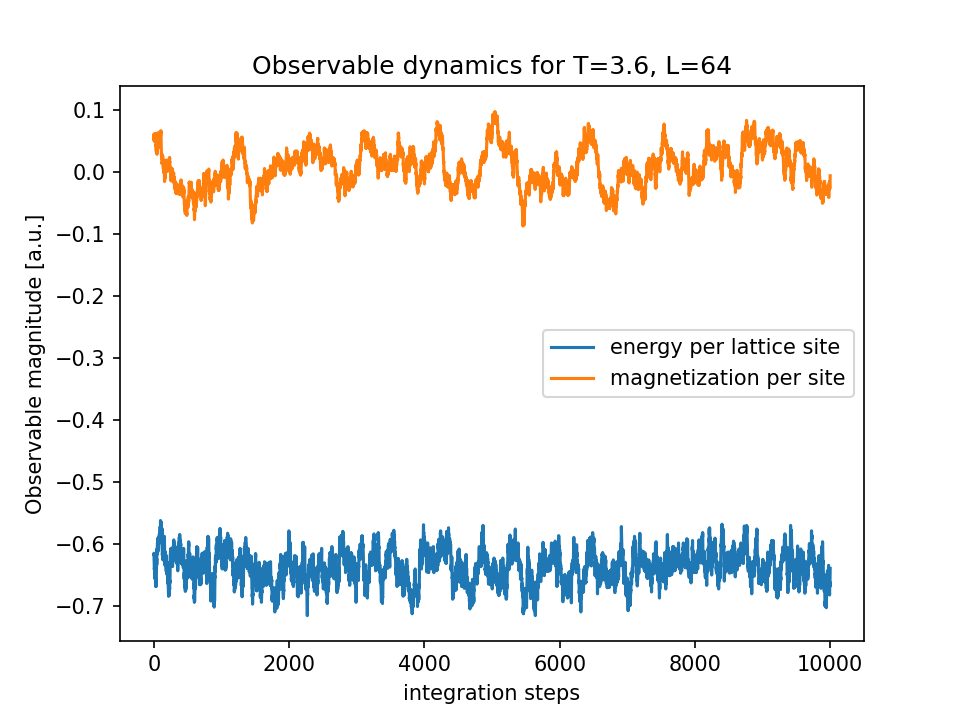 Observable dynamics for T=3.6, L=64
Observable magnitude [a.u.]
0.1
0.0
−0.1
−0.2
−0.3
−0.4
−0.5
−0.6
−0.7
energy per lattice site
magnetization per site
0 2000 4000 6000 8000 10000
integration steps